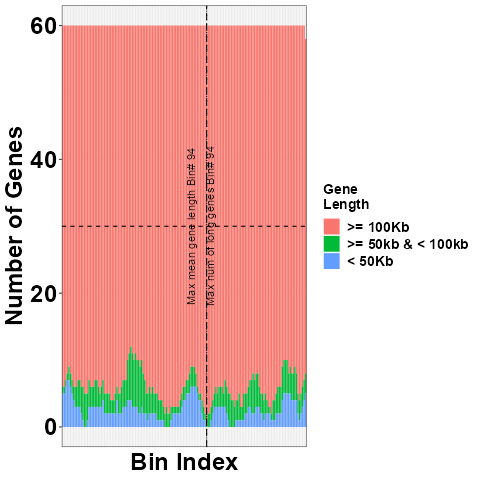 60
40
20
0
Number of Genes
Bin Index
Max mean gene length Bin# 94
Max num of long genes Bin# 94
Gene
Length
>= 100Kb
>= 50kb & < 100kb
< 50Kb